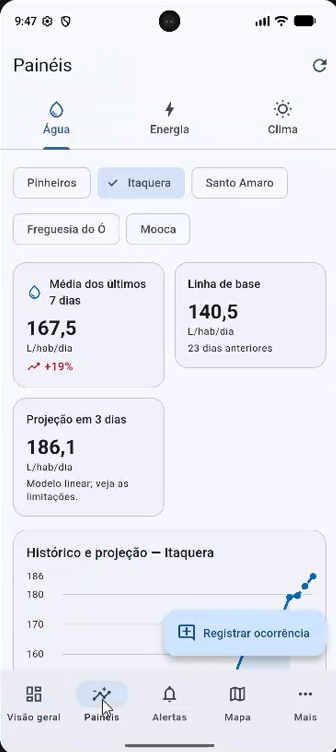 9:47
Painéis
Água
Energia
Clima
Pinheiros
Itaquera
Santo Amaro
Freguesia do Ó
Mooca
Média dos últimos
7 dias
167,5
L/hab/dia
+19%
Linha de base
140,5
L/hab/dia
23 dias anteriores
Projeção em 3 dias
186,1
L/hab/dia
Modelo linear; veja as
limitações.
Histórico e projeção — Itaquera
186
180
170
160
Registrar ocorrência
Visão geral
Painéis
Alertas
Mapa
Mais